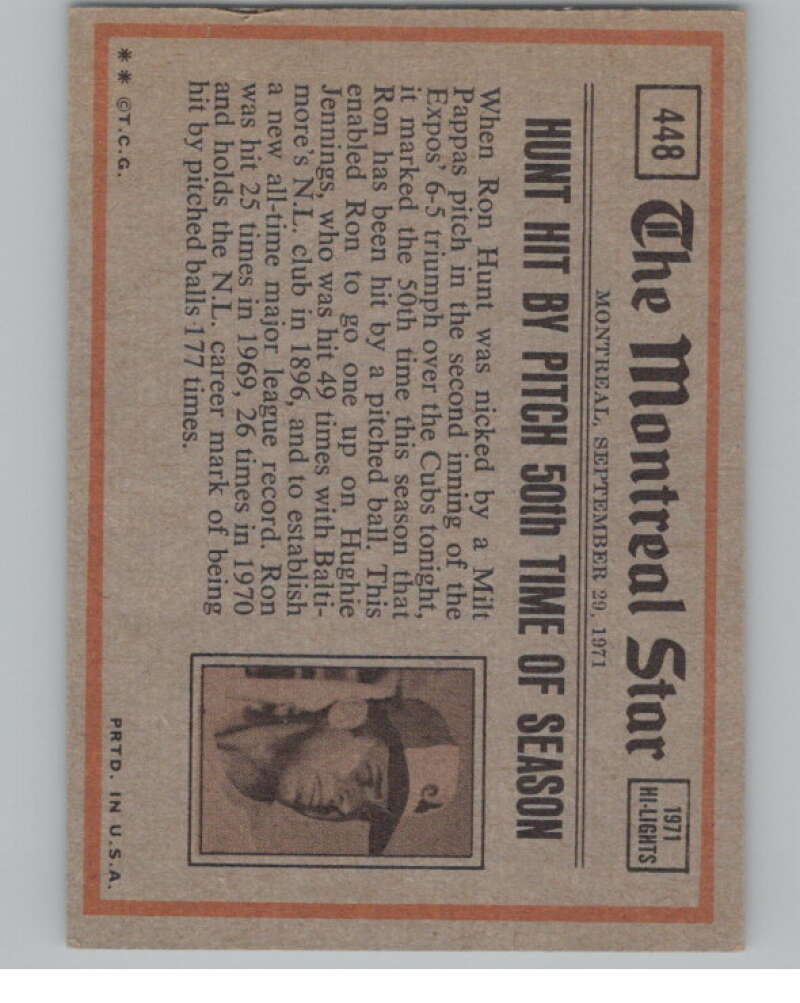 448
The Montreal Star
1971
HI-LIGHTS
MONTREAL, SEPTEMBER 29, 1971
HUNT HIT BY PITCH 50th TIME OF SEASON
When Ron Hunt was nicked by a Milt
Pappas pitch in the second inning of the
Expos' 6-5 triumph over the Cubs tonight,
it marked the 50th time this season that
Ron has been hit by a pitched ball. This
enabled Ron to go one up on Hughie
Jennings, who was hit 49 times with Balti-
more's N.L. club in 1896, and to establish
a new all-time major league record. Ron
was hit 25 times in 1969, 26 times in 1970
and holds the N.L. career mark of being
hit by pitched balls 177 times.
** ©T.C.G.
PRTD. IN U.S.A.